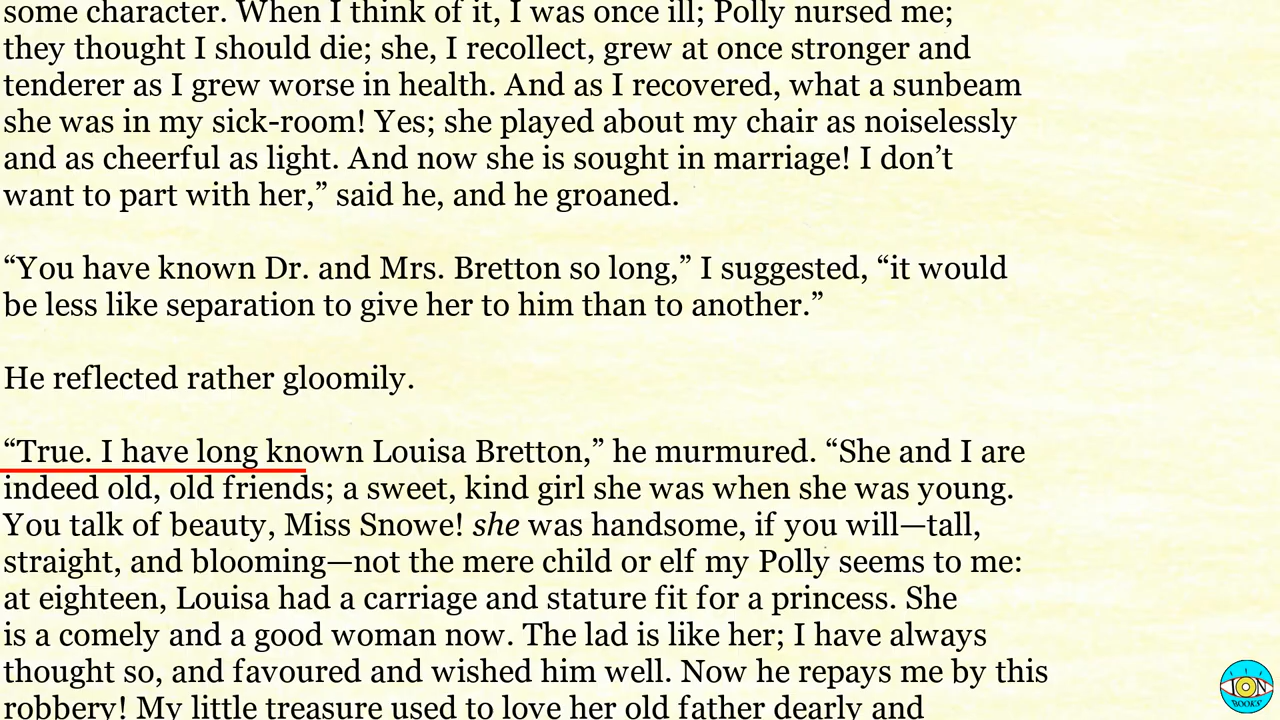 some character. When I think of it, I was once ill; Polly nursed me;
they thought I should die; she, I recollect, grew at once stronger and
tenderer as I grew worse in health. And as I recovered, what a sunbeam
she was in my sick-room! Yes; she played about my chair as noiselessly
and as cheerful as light. And now she is sought in marriage! I don’t
want to part with her,” said he, and he groaned.
“You have known Dr. and Mrs. Bretton so long,” I suggested, “it would
be less like separation to give her to him than to another.”
He reflected rather gloomily.
“True. I have long known Louisa Bretton,” he murmured. “She and I are
indeed old, old friends; a sweet, kind girl she was when she was young.
You talk of beauty, Miss Snowe! she was handsome, if you will—tall,
straight, and blooming—not the mere child or elf my Polly seems to me:
at eighteen, Louisa had a carriage and stature fit for a princess. She
is a comely and a good woman now. The lad is like her; I have always
thought so, and favoured and wished him well. Now he repays me by this
robbery! My little treasure used to love her old father dearly and
ION
BOOKS